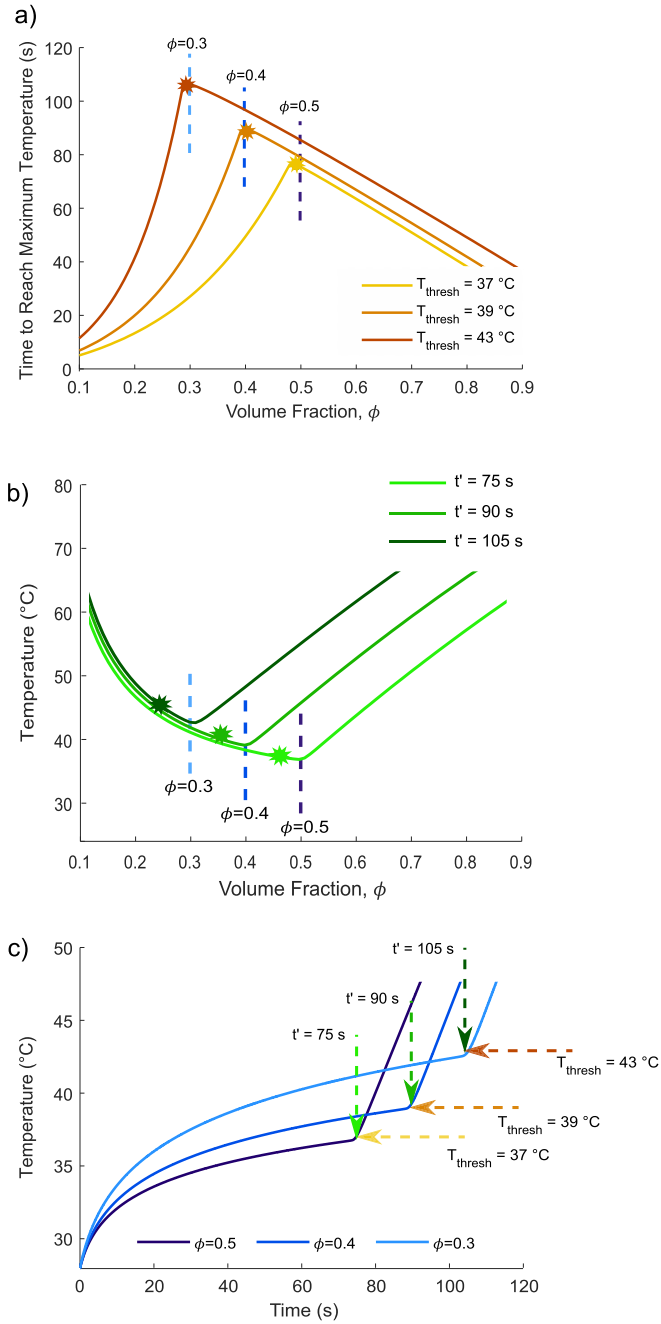 a)
Time to Reach Maximum Temperature (s)
120
100
80
60
40
20
0
ϕ=0.3
ϕ=0.4
ϕ=0.5
T_thresh = 37 °C
T_thresh = 39 °C
T_thresh = 43 °C
0.1 0.2 0.3 0.4 0.5 0.6 0.7 0.8 0.9
Volume Fraction, ϕ
b)
Temperature (°C)
80
70
60
50
40
30
t' = 75 s
t' = 90 s
t' = 105 s
ϕ=0.3
ϕ=0.4
ϕ=0.5
0.1 0.2 0.3 0.4 0.5 0.6 0.7 0.8 0.9
Volume Fraction, ϕ
c)
Temperature (°C)
50
45
40
35
30
t' = 105 s
t' = 90 s
t' = 75 s
T_thresh = 43 °C
T_thresh = 39 °C
T_thresh = 37 °C
ϕ=0.5 ϕ=0.4 ϕ=0.3
0 20 40 60 80 100 120
Time (s)